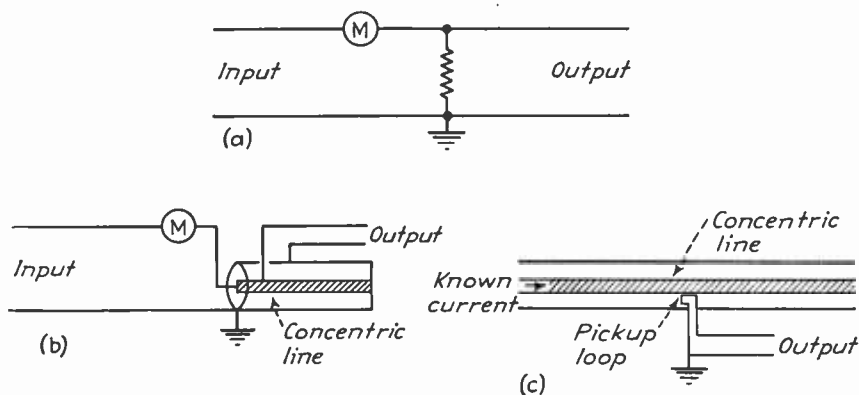 M
Input
Output
(a)
M
Output
Input
Concentric
line
(b)
Concentric
line
Known
current
Pickup
loop
Output
(c)